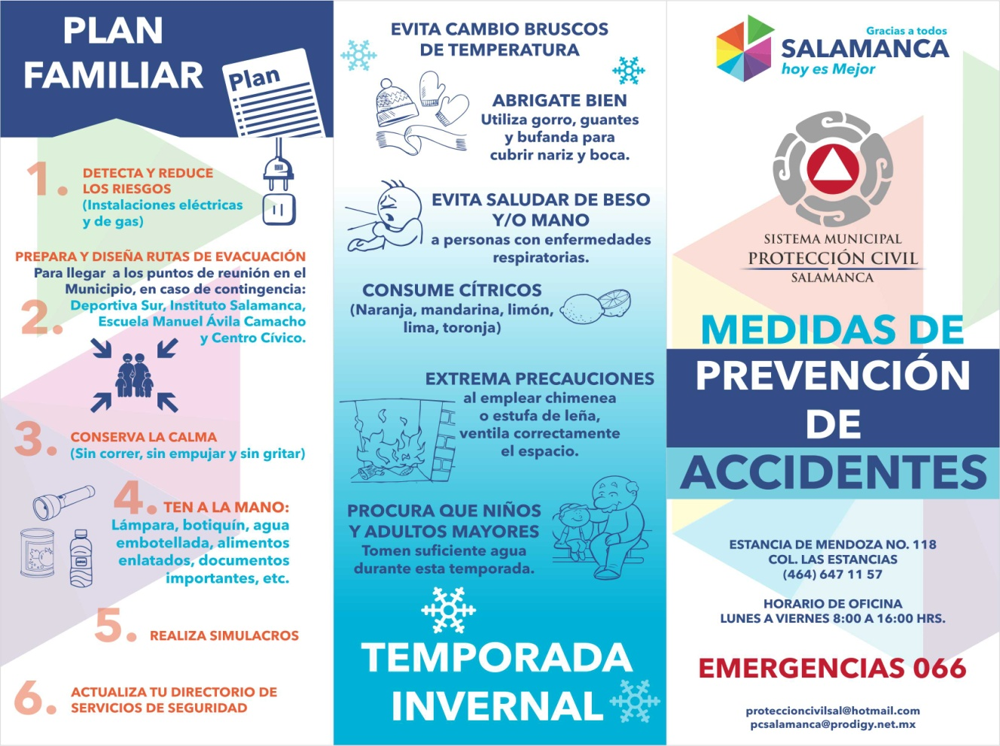 PLAN
FAMILIAR
Plan
1.
DETECTA Y REDUCE
LOS RIESGOS
(Instalaciones eléctricas
y de gas)
PREPARA Y DISEÑA RUTAS DE EVACUACIÓN
Para llegar a los puntos de reunión en el
Municipio, en caso de contingencia:
2.
Deportiva Sur, Instituto Salamanca,
Escuela Manuel Ávila Camacho
y Centro Cívico.
3.
CONSERVA LA CALMA
(Sin correr, sin empujar y sin gritar)
4. TEN A LA MANO:
Lámpara, botiquín, agua
embotellada, alimentos
enlatados, documentos
importantes, etc.
5. REALIZA SIMULACROS
6.
ACTUALIZA TU DIRECTORIO DE
SERVICIOS DE SEGURIDAD
EVITA CAMBIO BRUSCOS
DE TEMPERATURA
ABRIGATE BIEN
Utiliza gorro, guantes
y bufanda para
cubrir nariz y boca.
EVITA SALUDAR DE BESO
Y/O MANO
a personas con enfermedades
respiratorias.
CONSUME CÍTRICOS
(Naranja, mandarina, limón,
lima, toronja)
EXTREMA PRECAUCIONES
al emplear chimenea
o estufa de leña,
ventila correctamente
el espacio.
PROCURA QUE NIÑOS
Y ADULTOS MAYORES
Tomen suficiente agua
durante esta temporada.
TEMPORADA
INVERNAL
Gracias a todos
SALAMANCA
hoy es Mejor
SISTEMA MUNICIPAL
PROTECCIÓN CIVIL
SALAMANCA
MEDIDAS DE
PREVENCIÓN
DE
ACCIDENTES
ESTANCIA DE MENDOZA NO. 118
COL. LAS ESTANCIAS
(464) 647 11 57
HORARIO DE OFICINA
LUNES A VIERNES 8:00 A 16:00 HRS.
EMERGENCIAS 066
proteccioncivilsal@hotmail.com
pcsalamanca@prodigy.net.mx